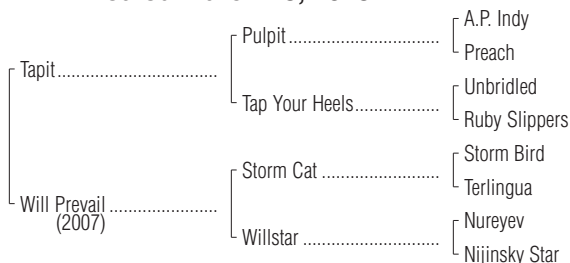 Pulpit
A.P. Indy
Preach
Tapit
Tap Your Heels
Unbridled
Ruby Slippers
Storm Cat
Storm Bird
Terlingua
Will Prevail
(2007)
Willstar
Nureyev
Nijinsky Star